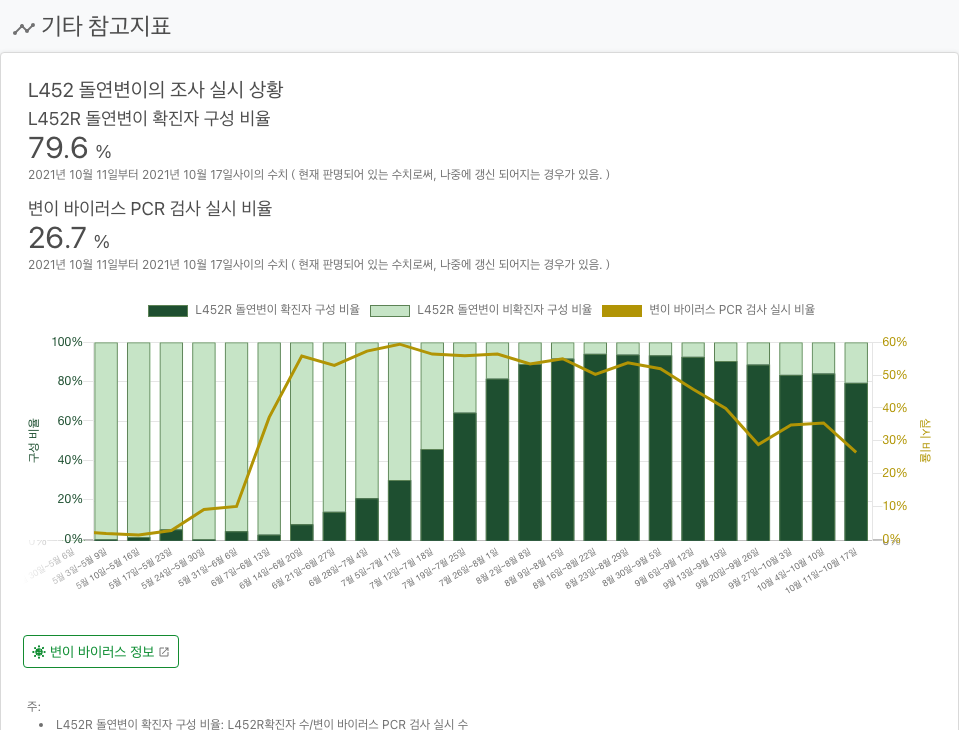 기타 참고지표
L452 돌연변이의 조사 실시 상황
L452R 돌연변이 확진자 구성 비율
79.6 %
2021년 10월 11일부터 2021년 10월 17일사이의 수치 ( 현재 판명되어 있는 수치로써, 나중에 갱신 되어지는 경우가 있음. )
변이 바이러스 PCR 검사 실시 비율
26.7 %
2021년 10월 11일부터 2021년 10월 17일사이의 수치 ( 현재 판명되어 있는 수치로써, 나중에 갱신 되어지는 경우가 있음. )
L452R 돌연변이 확진자 구성 비율 L452R 돌연변이 비확진자 구성 비율 변이 바이러스 PCR 검사 실시 비율
100% 60%
80% 50%
60% 40%
40% 30%
20% 20%
0% 10%
0%
구성 비율
실시 비율
5월 3일~5월 9일
5월 10일~5월 16일
5월 17일~5월 23일
5월 24일~5월 30일
5월 31일~6월 6일
6월 7일~6월 13일
6월 14일~6월 20일
6월 21일~6월 27일
6월 28일~7월 4일
7월 5일~7월 11일
7월 12일~7월 18일
7월 19일~7월 25일
7월 26일~8월 1일
8월 2일~8월 8일
8월 9일~8월 15일
8월 16일~8월 22일
8월 23일~8월 29일
8월 30일~9월 5일
9월 6일~9월 12일
9월 13일~9월 19일
9월 20일~9월 26일
9월 27일~10월 3일
10월 4일~10월 10일
10월 11일~10월 17일
변이 바이러스 정보
주:
• L452R 돌연변이 확진자 구성 비율: L452R확진자 수/변이 바이러스 PCR 검사 실시 수